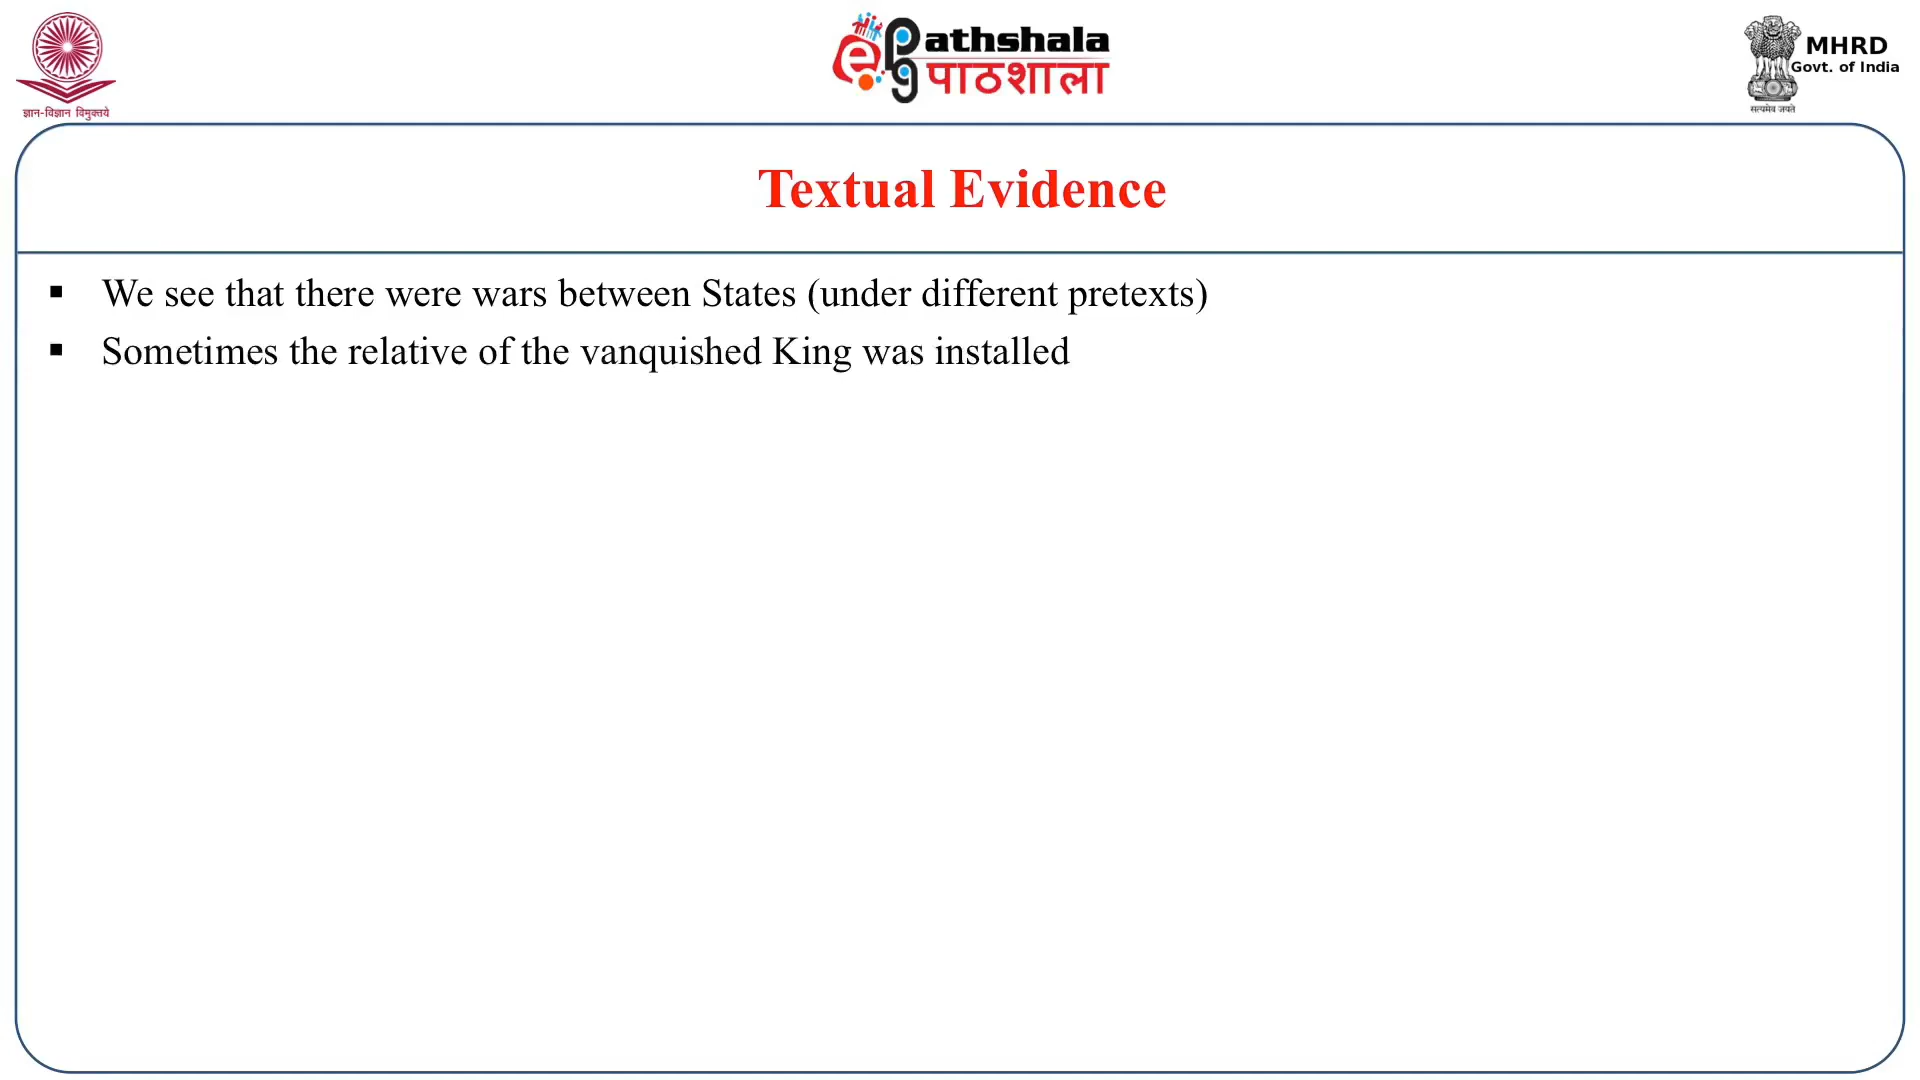 ज्ञान-विज्ञान विमुक्तये
ePG Pathshala
पाठशाला
MHRD
Govt. of India
सत्यमेव जयते
Textual Evidence
▪ We see that there were wars between States (under different pretexts)
▪ Sometimes the relative of the vanquished King was installed